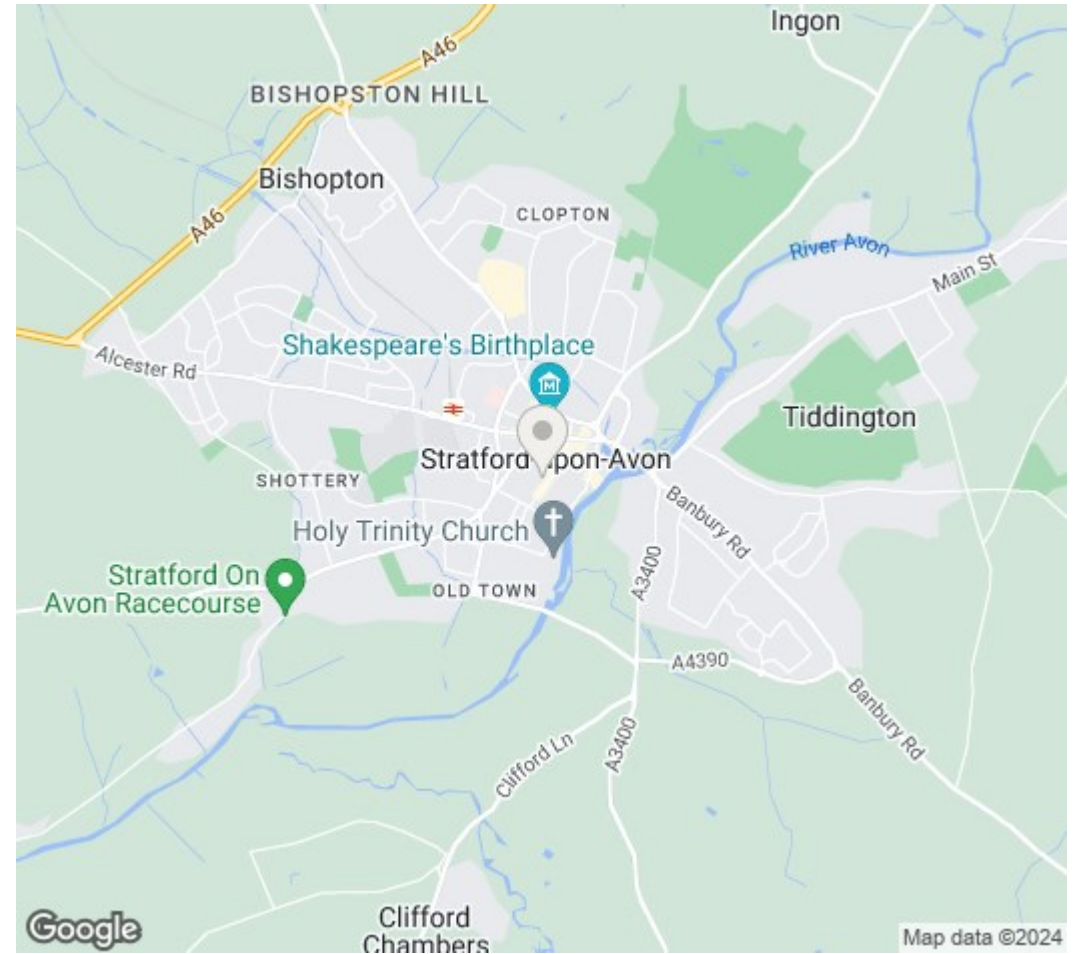 Ingon
A46
BISHOPSTON HILL
Bishopton
CLOPTON
A46
River Avon
Main St
Shakespeare's Birthplace
Alcester Rd
Tiddington
Stratford-upon-Avon
SHOTTERY
Banbury Rd
Holy Trinity Church
A3400
Stratford On
Avon Racecourse
OLD TOWN
A4390
Banbury Rd
Clifford Ln
A3400
Clifford
Chambers
Google
Map data ©2024